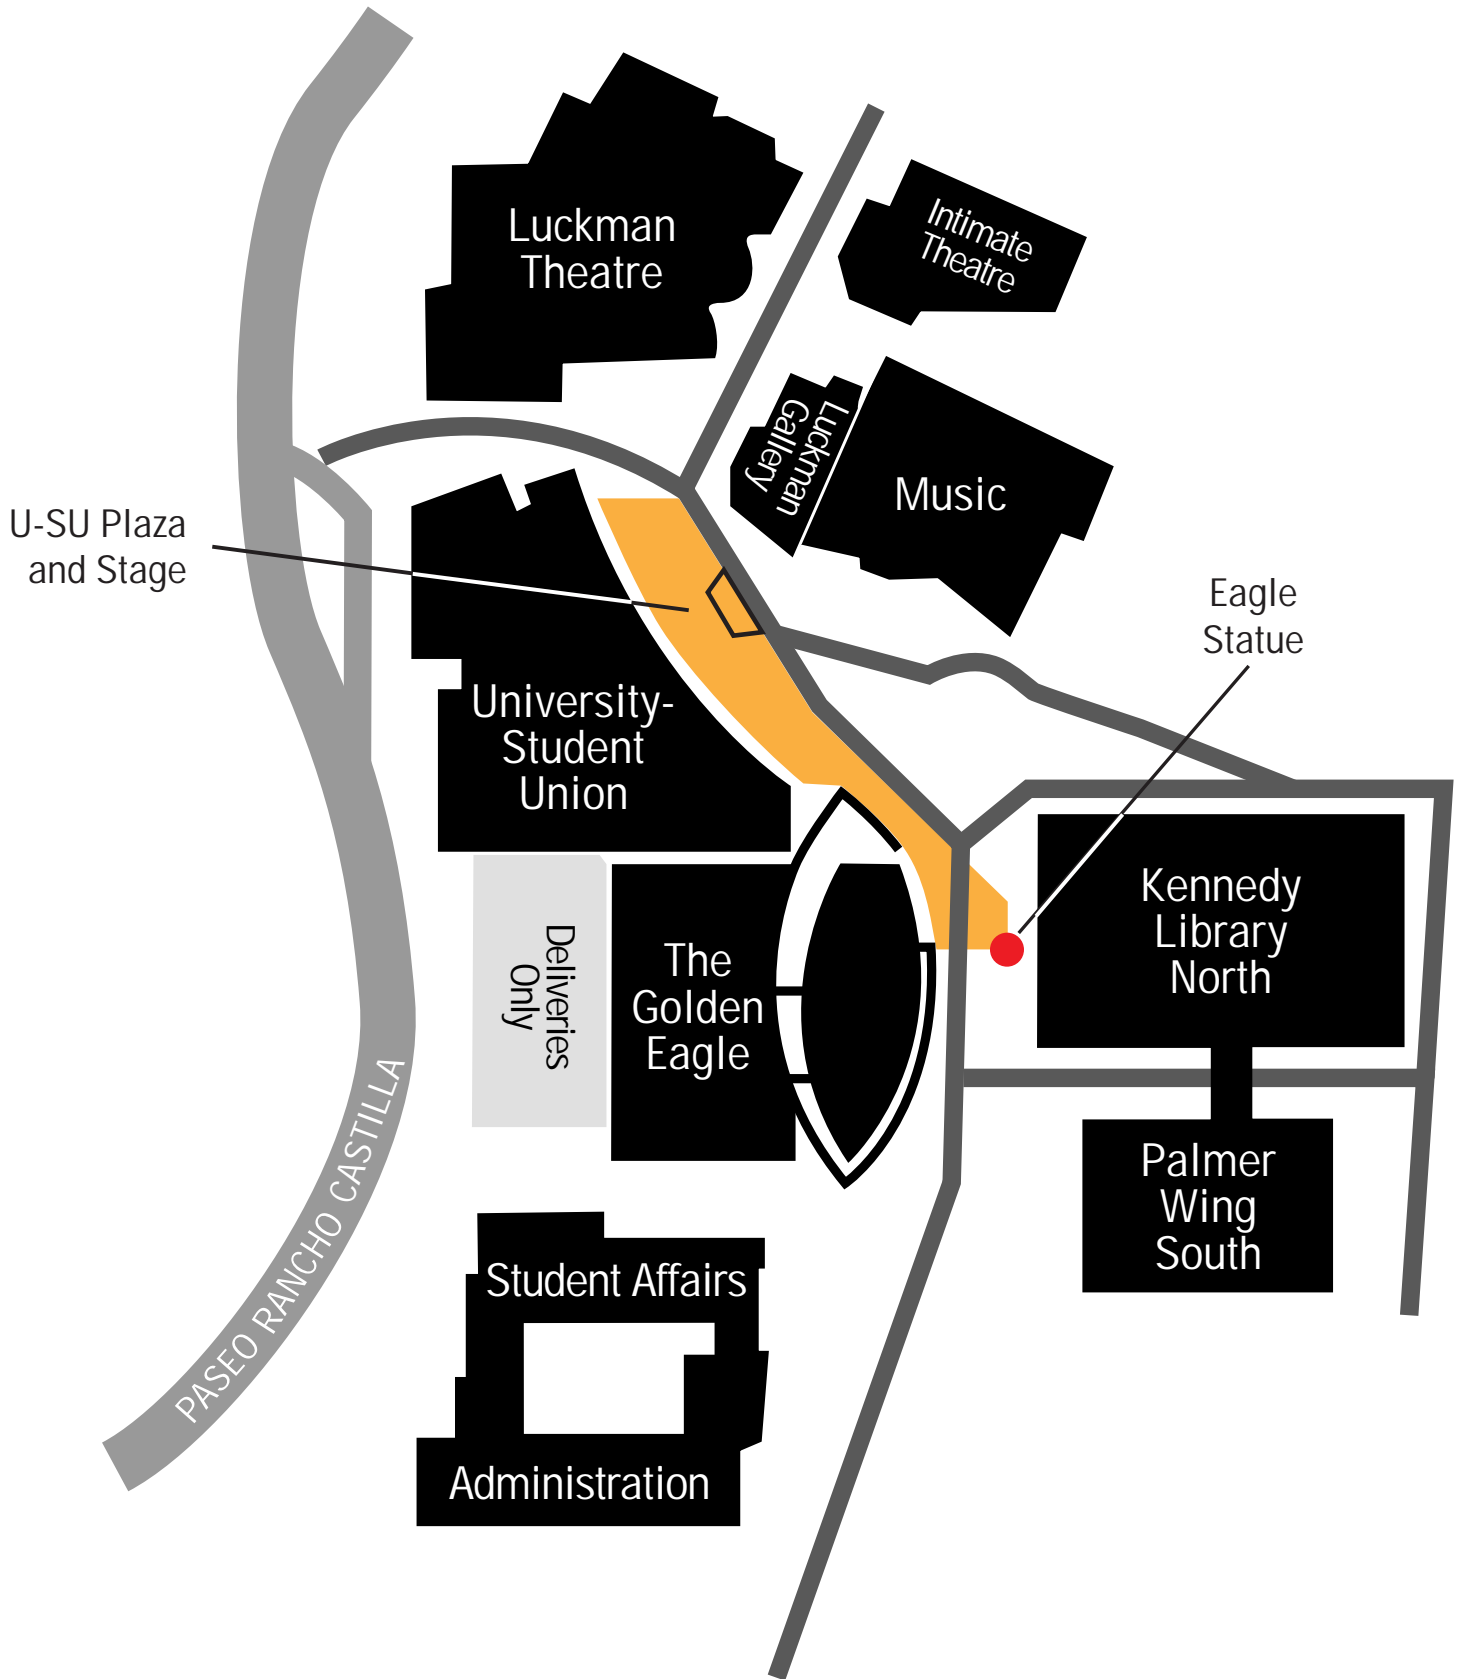 Luckman
Theatre
Intimate
Theatre
Luckman
Gallery
Music
U-SU Plaza
and Stage
Eagle
Statue
University-
Student
Union
Kennedy
Library
North
Deliveries
Only
The
Golden
Eagle
PASEO RANCHO CASTILLA
Palmer
Wing
South
Student Affairs
Administration